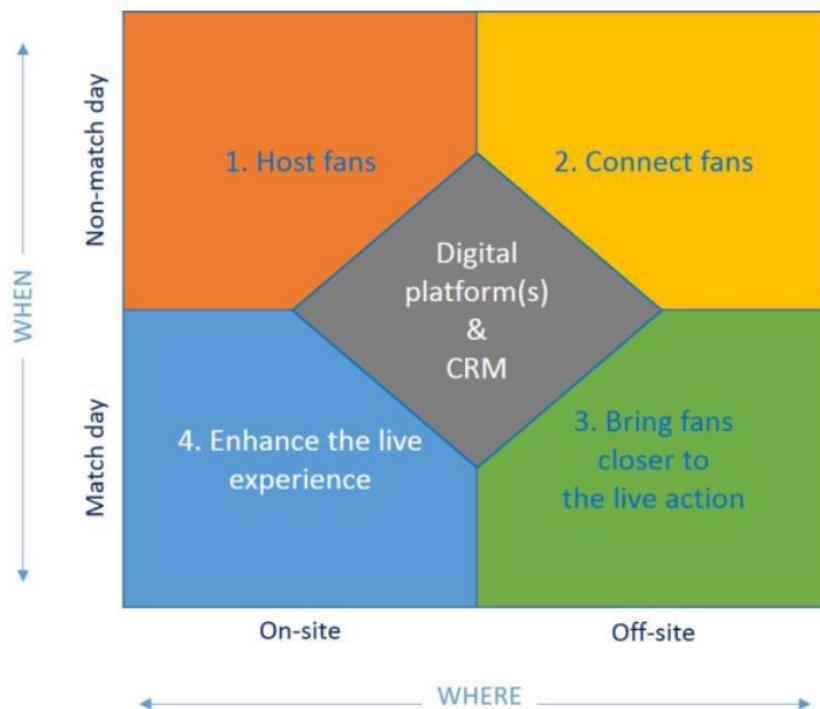 WHEN
Non-match day
Match day
1. Host fans
2. Connect fans
Digital
platform(s)
&
CRM
4. Enhance the live
experience
3. Bring fans
closer to
the live action
On-site
Off-site
WHERE